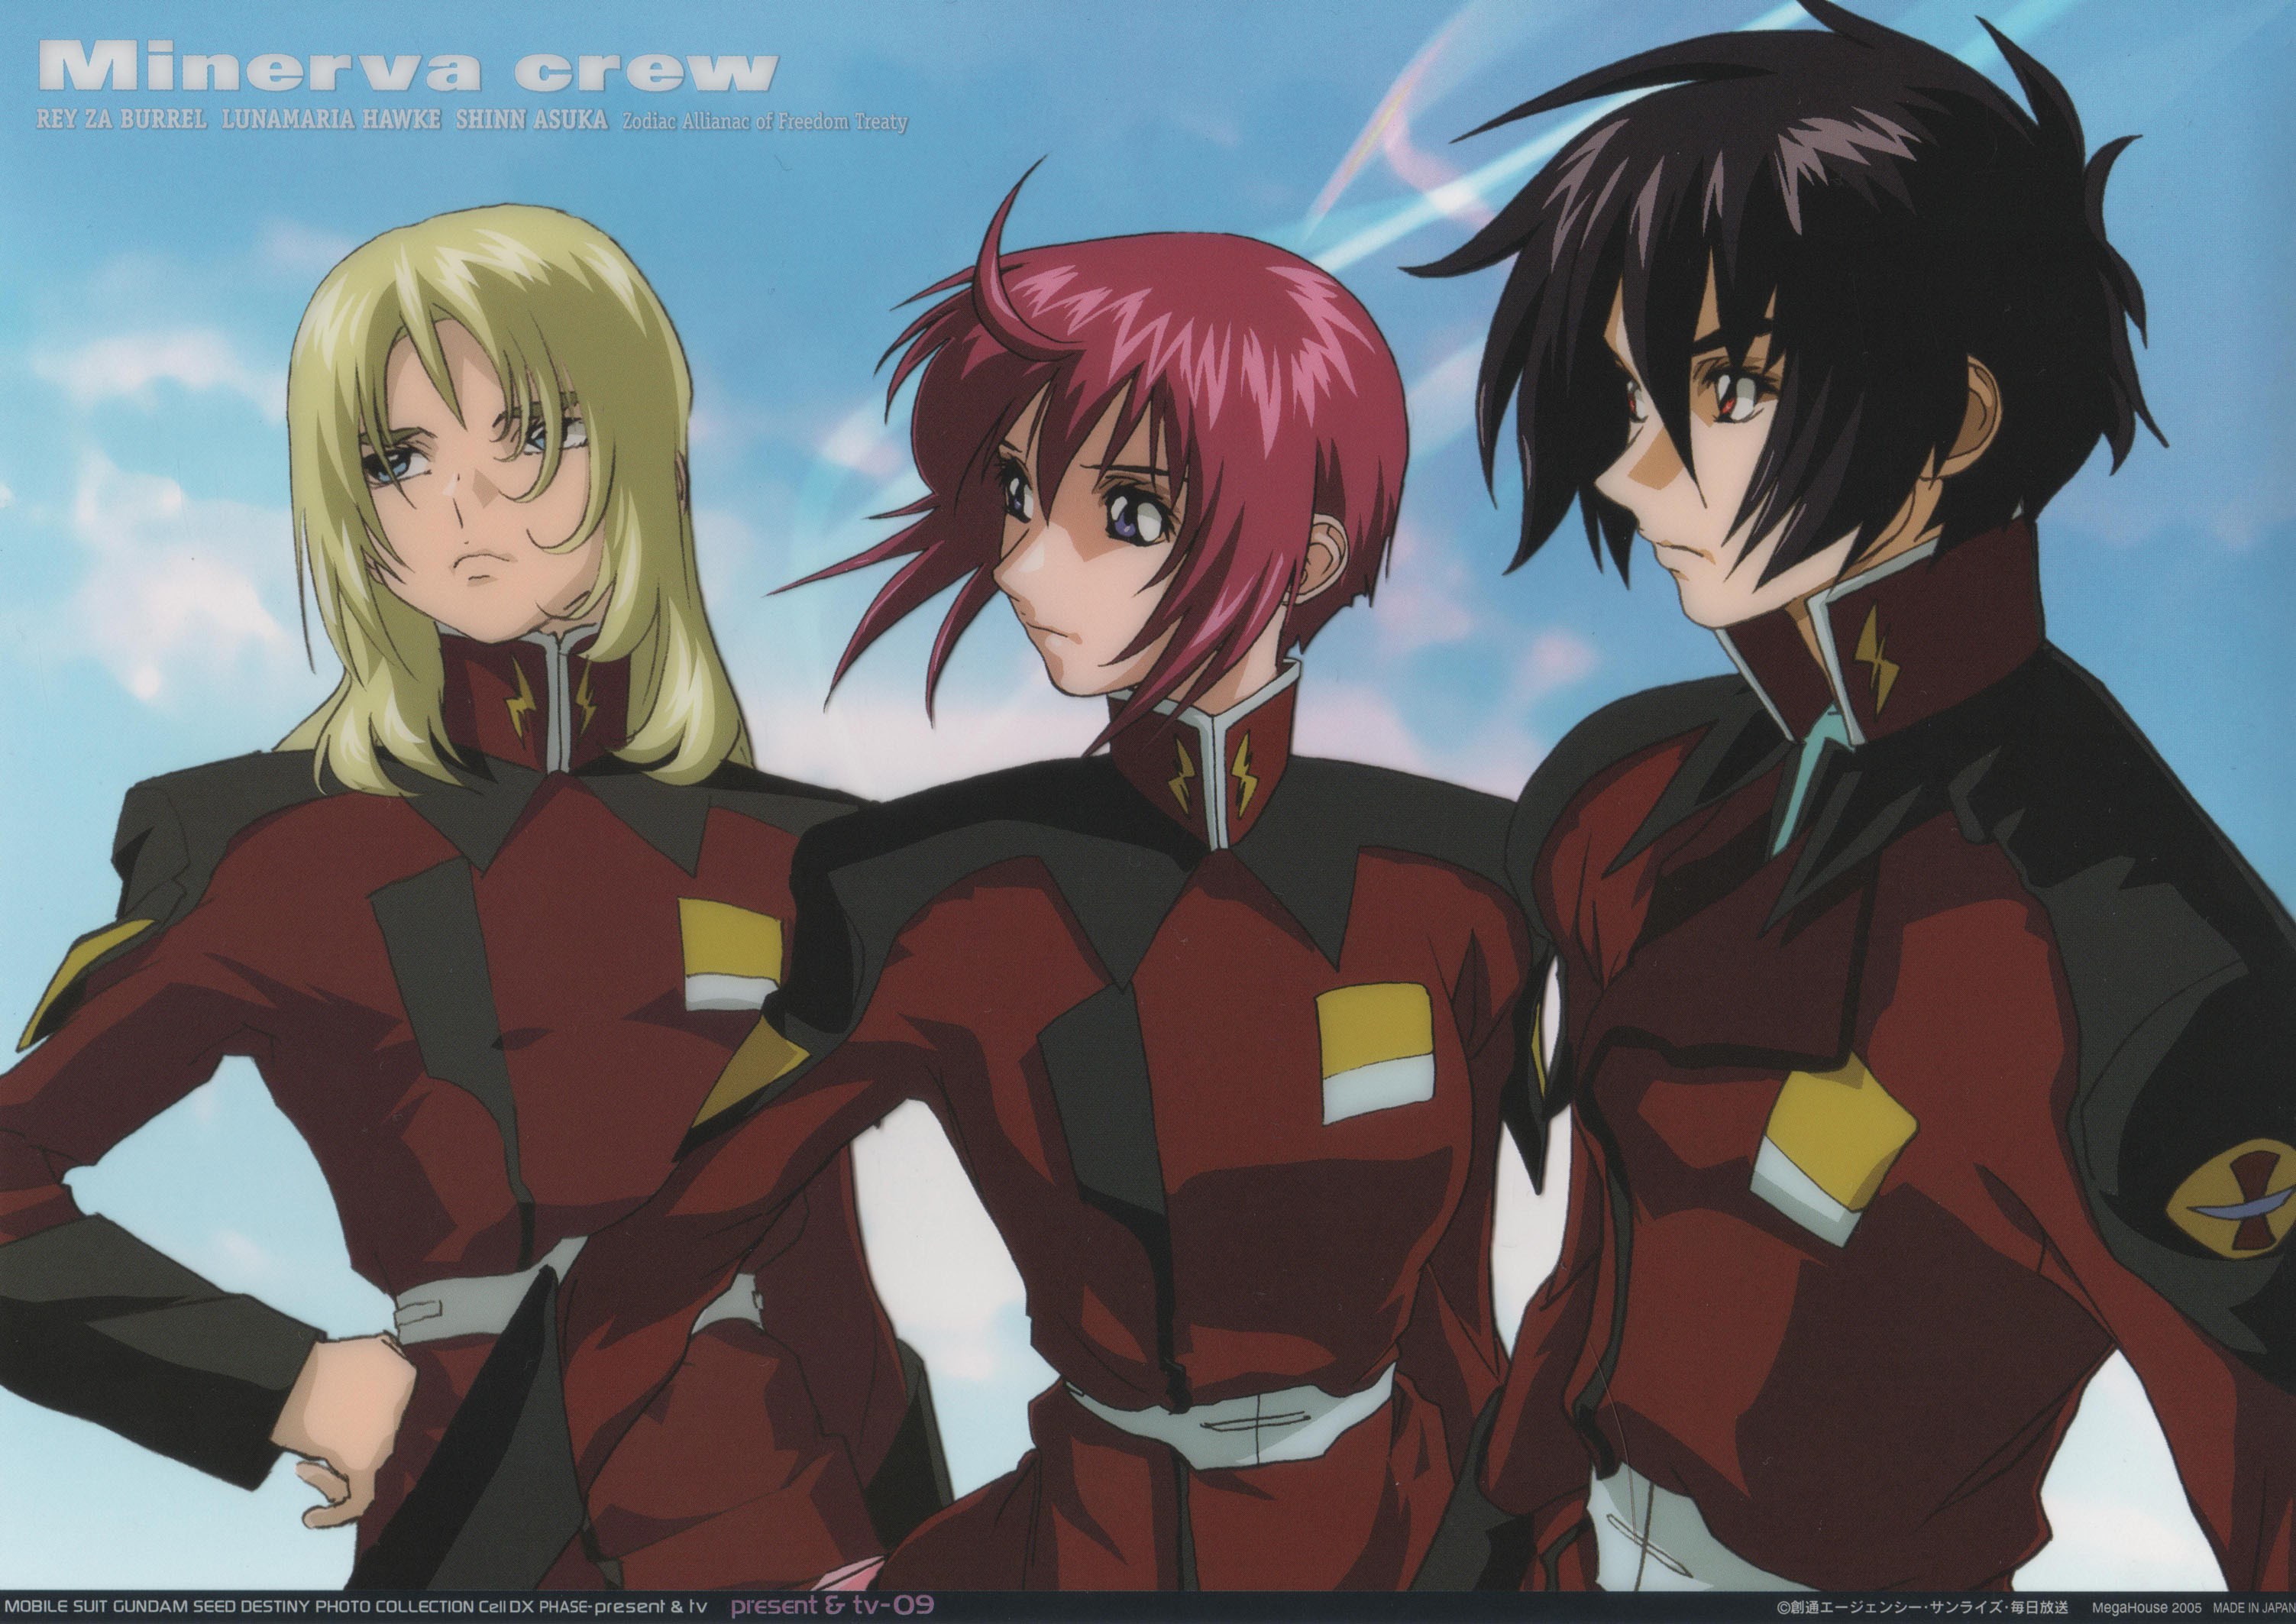 Minerva crew
REY ZA BURREL LUNAMARIA HAWKE SHINN ASUKA Zodiac Allianac of Freedom Treaty
MOBILE SUIT GUNDAM SEED DESTINY PHOTO COLLECTION Cell DX PHASE-present & tv present & tv-09 ©創通エージェンシー・サンライズ・毎日放送 MegaHouse 2005 MADE IN JAPAN